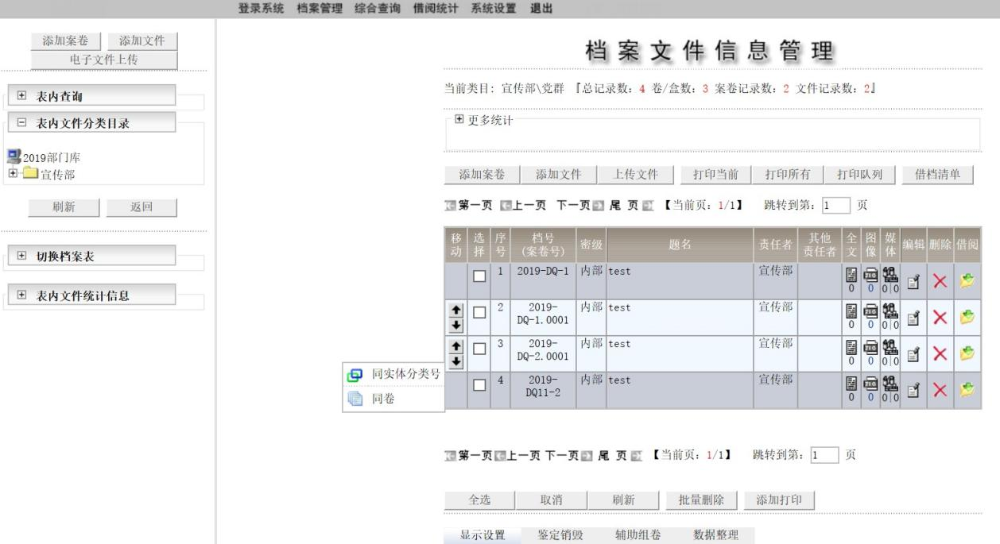 登录系统 档案管理 综合查询 借阅统计 系统设置 退出
添加案卷 添加文件
电子文件上传
表内查询
表内文件分类目录
2019部门库
宣传部
刷新 返回
切换档案表
表内文件统计信息
档案文件信息管理
当前类目：宣传部\党群 『总记录数：4 卷/盒数：3 案卷记录数：2 文件记录数：2』
更多统计
添加案卷 添加文件 上传文件 打印当前 打印所有 打印队列 借档清单
第一页 上一页 下一页 尾 页 【当前页：1/1】 跳转到第：1 页
移动 选择 序号 档号(案卷号) 密级 题名 责任者 其他责任者 全文 图像 媒体 编辑 删除 借阅
1 2019-DQ-1 内部 test 宣传部 0 0 0|0
2 2019-DQ-1.0001 内部 test 宣传部 0 0 0|0
3 2019-DQ-2.0001 内部 test 宣传部 0 0 0|0
4 2019-DQ11-2 内部 test 宣传部 0 0 0|0
同实体分类号
同卷
第一页 上一页 下一页 尾 页 【当前页：1/1】 跳转到第：1 页
全选 取消 刷新 批量删除 添加打印
显示设置 鉴定销毁 辅助组卷 数据整理